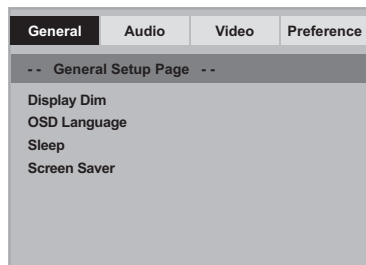 General Audio Video Preference
- - General Setup Page - -
Display Dim
OSD Language
Sleep
Screen Saver